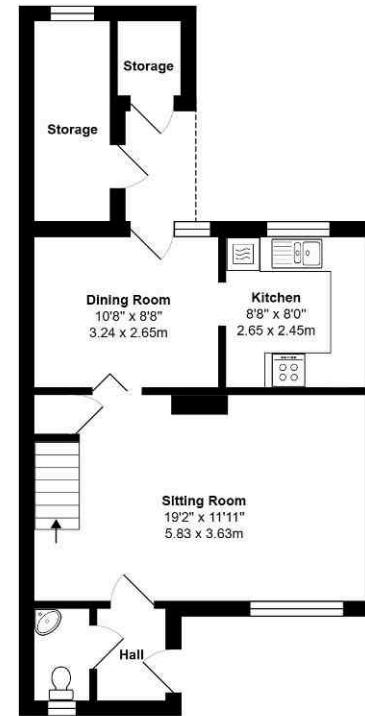 Storage
Storage
Dining Room
10'8" x 8'8"
3.24 x 2.65m
Kitchen
8'8" x 8'0"
2.65 x 2.45m
Sitting Room
19'2" x 11'11"
5.83 x 3.63m
Hall